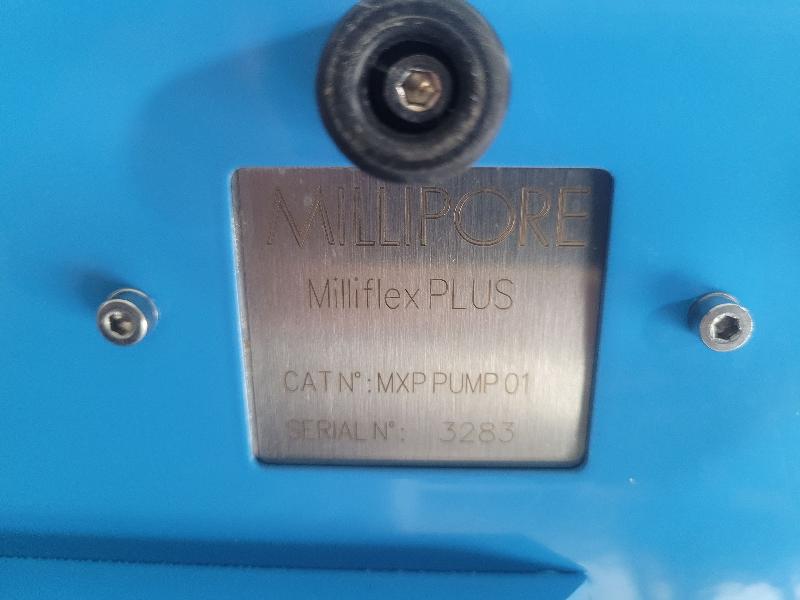 MILLIPORE
Milliflex PLUS
CAT N°: MXP PUMP 01
SERIAL N°: 3283